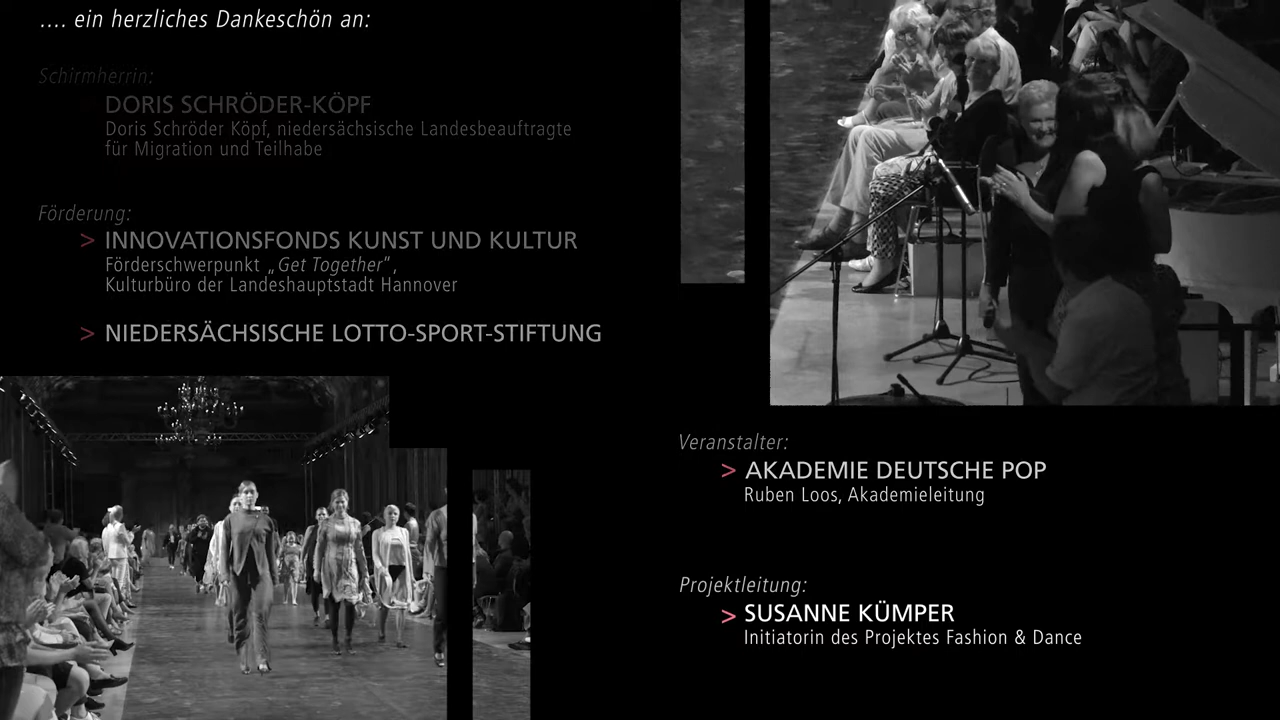 .... ein herzliches Dankeschön an:
Schirmherrin:
DORIS SCHRÖDER-KÖPF
Doris Schröder Köpf, niedersächsische Landesbeauftragte
für Migration und Teilhabe
Förderung:
> INNOVATIONSFONDS KUNST UND KULTUR
Förderschwerpunkt „Get Together“,
Kulturbüro der Landeshauptstadt Hannover
> NIEDERSÄCHSISCHE LOTTO-SPORT-STIFTUNG
Veranstalter:
> AKADEMIE DEUTSCHE POP
Ruben Loos, Akademieleitung
Projektleitung:
> SUSANNE KÜMPER
Initiatorin des Projektes Fashion & Dance